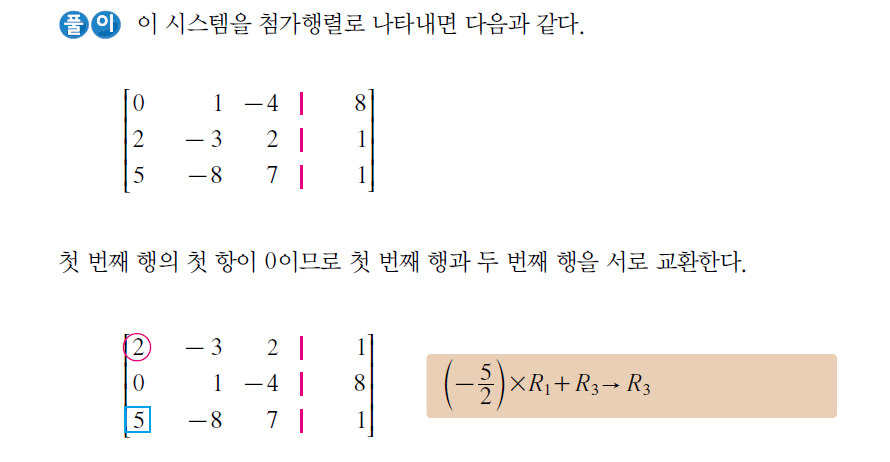 풀이 이 시스템을 첨가행렬로 나타내면 다음과 같다.
[0 1 −4 | 8]
[2 −3 2 | 1]
[5 −8 7 | 1]
첫 번째 행의 첫 항이 0이므로 첫 번째 행과 두 번째 행을 서로 교환한다.
[2 −3 2 | 1]
[0 1 −4 | 8]
[5 −8 7 | 1]
(−5/2)×R₁+R₃→R₃